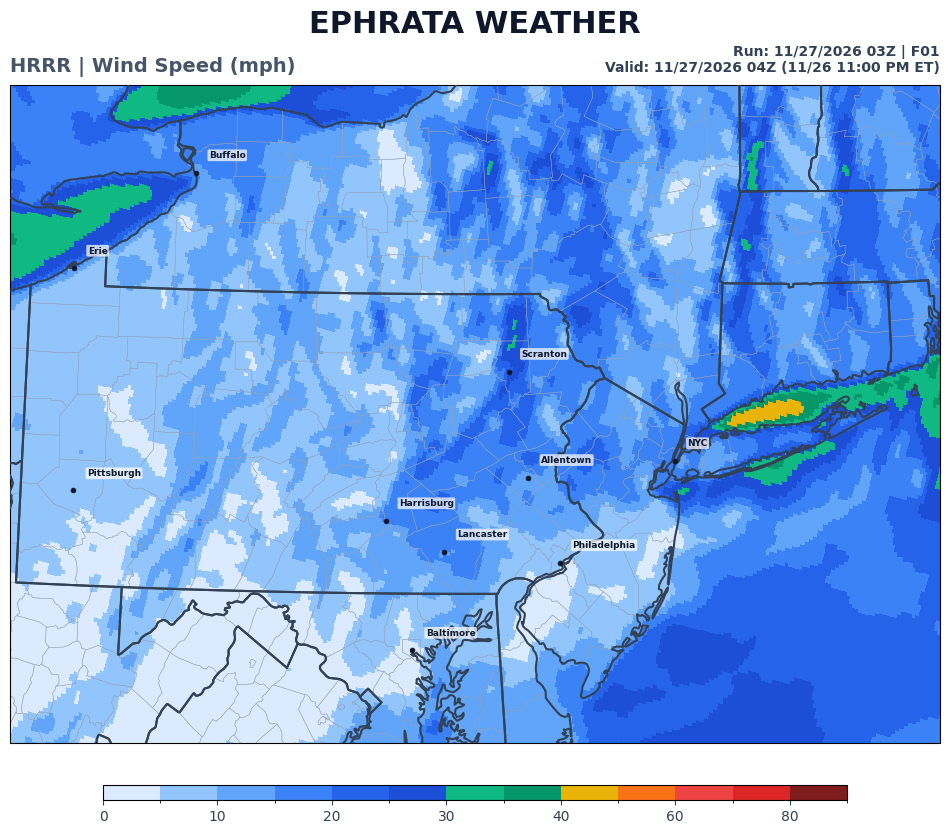 EPHRATA WEATHER
HRRR | Wind Speed (mph)
Run: 11/27/2026 03Z | F01
Valid: 11/27/2026 04Z (11/26 11:00 PM ET)
Buffalo
Erie
Scranton
NYC
Allentown
Pittsburgh
Harrisburg
Lancaster
Philadelphia
Baltimore
0 10 20 30 40 50 60 70 80